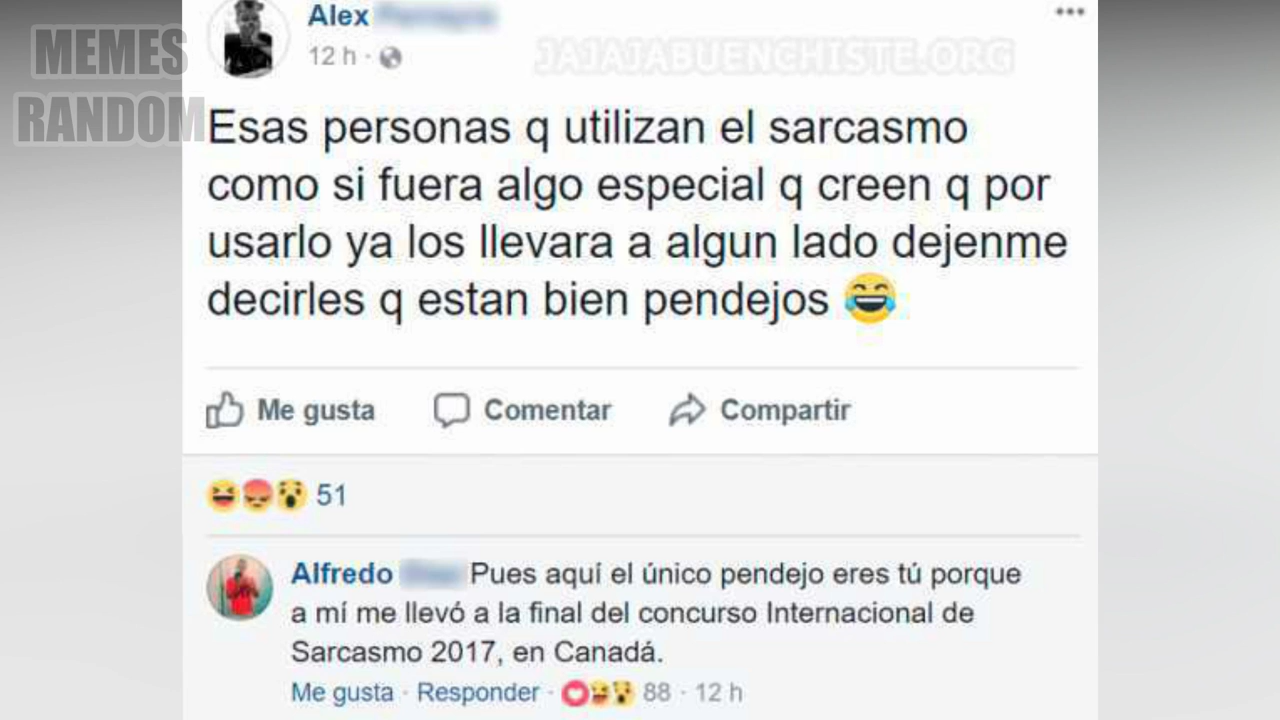 MEMES
RANDOM
JAJAJABUENCHISTE.ORG
Alex
12 h ·
Esas personas q utilizan el sarcasmo
como si fuera algo especial q creen q por
usarlo ya los llevara a algun lado dejenme
decirles q estan bien pendejos 😂
Me gusta Comentar Compartir
51
Alfredo Pues aquí el único pendejo eres tú porque
a mí me llevó a la final del concurso Internacional de
Sarcasmo 2017, en Canadá.
Me gusta · Responder · 88 · 12 h